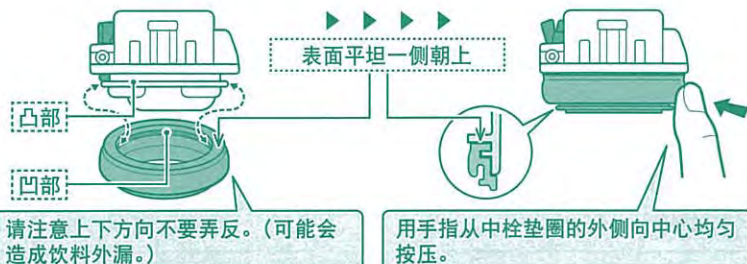 表面平坦一侧朝上
凸部
凹部
请注意上下方向不要弄反。（可能会
造成饮料外漏。）
用手指从中栓垫圈的外侧向中心均匀
按压。